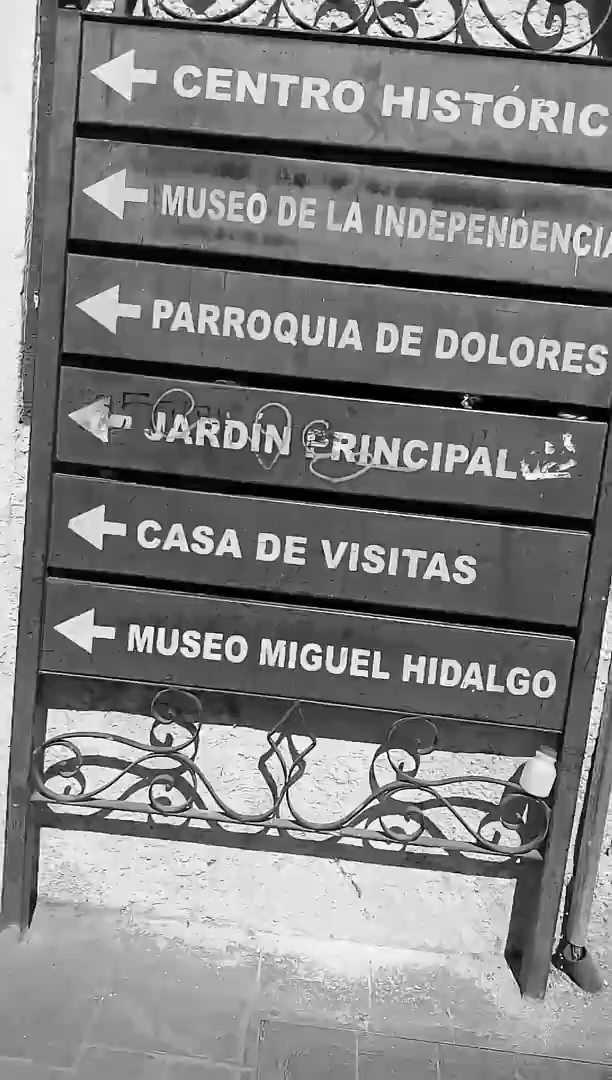 CENTRO HISTÓRIC
MUSEO DE LA INDEPENDENCIA
PARROQUIA DE DOLORES
JARDÍN PRINCIPAL
CASA DE VISITAS
MUSEO MIGUEL HIDALGO